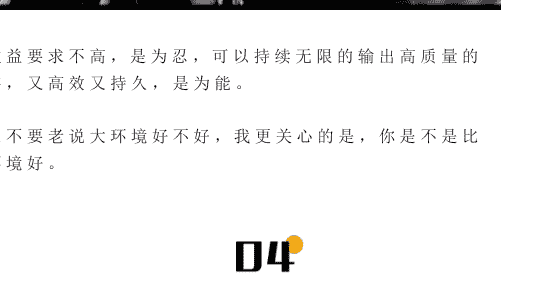 益要求不高，是为忍，可以持续无限的输出高质量的
，又高效又持久，是为能。
不要老说大环境好不好，我更关心的是，你是不是比
境好。
04